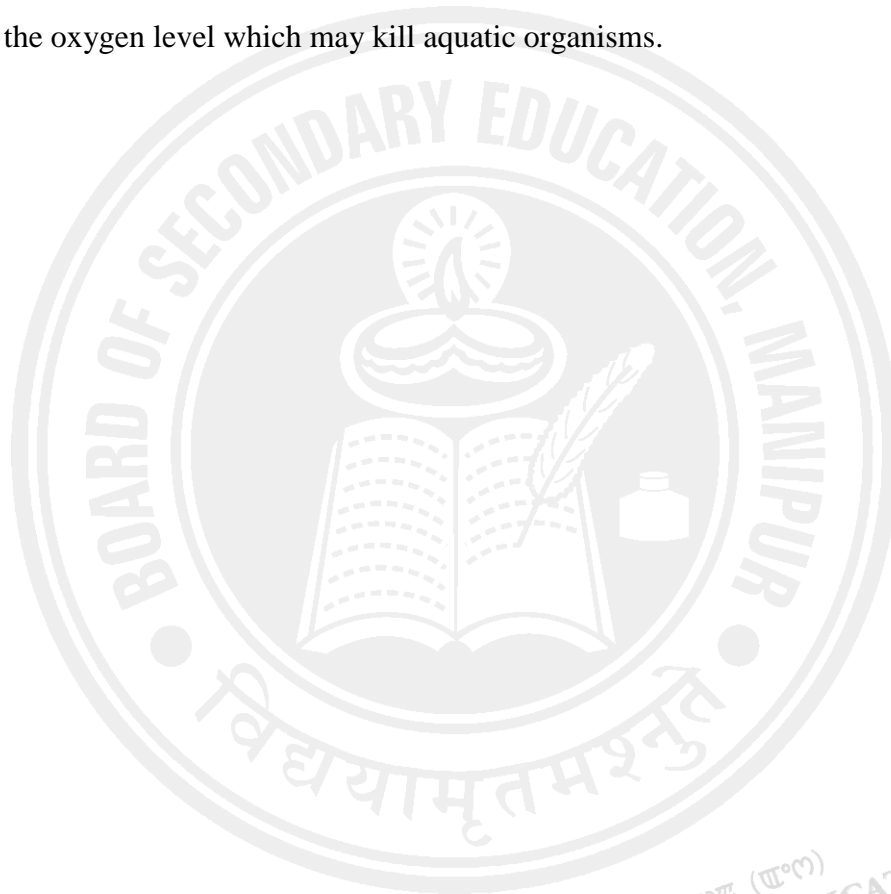 the oxygen level which may kill aquatic organisms.
BOARD OF SECONDARY EDUCATION, MANIPUR
विद्ययामृतमश्नुते